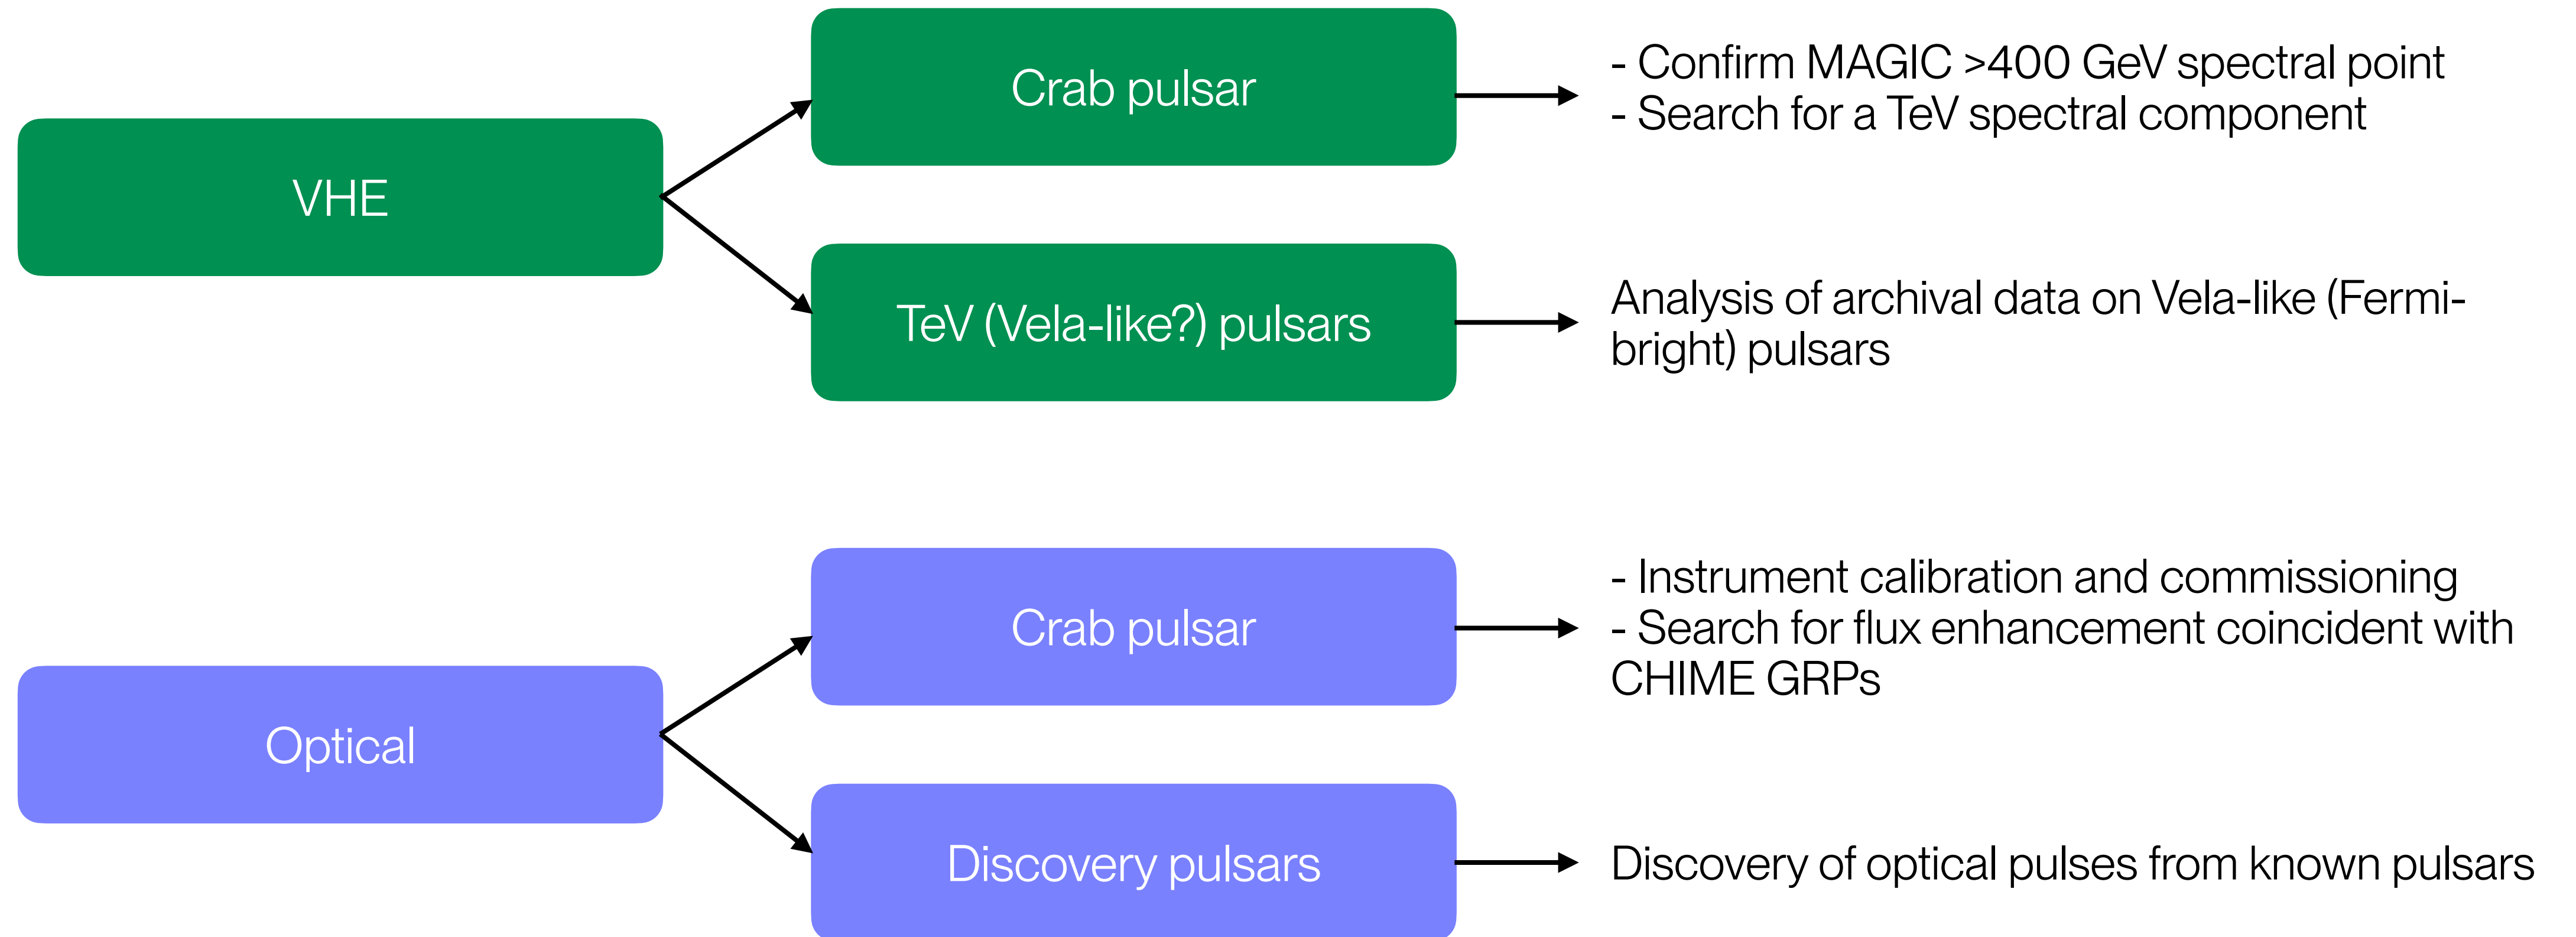 VHE
Crab pulsar
- Confirm MAGIC >400 GeV spectral point
- Search for a TeV spectral component
TeV (Vela-like?) pulsars
Analysis of archival data on Vela-like (Fermi-
bright) pulsars
Optical
Crab pulsar
- Instrument calibration and commissioning
- Search for flux enhancement coincident with
CHIME GRPs
Discovery pulsars
Discovery of optical pulses from known pulsars